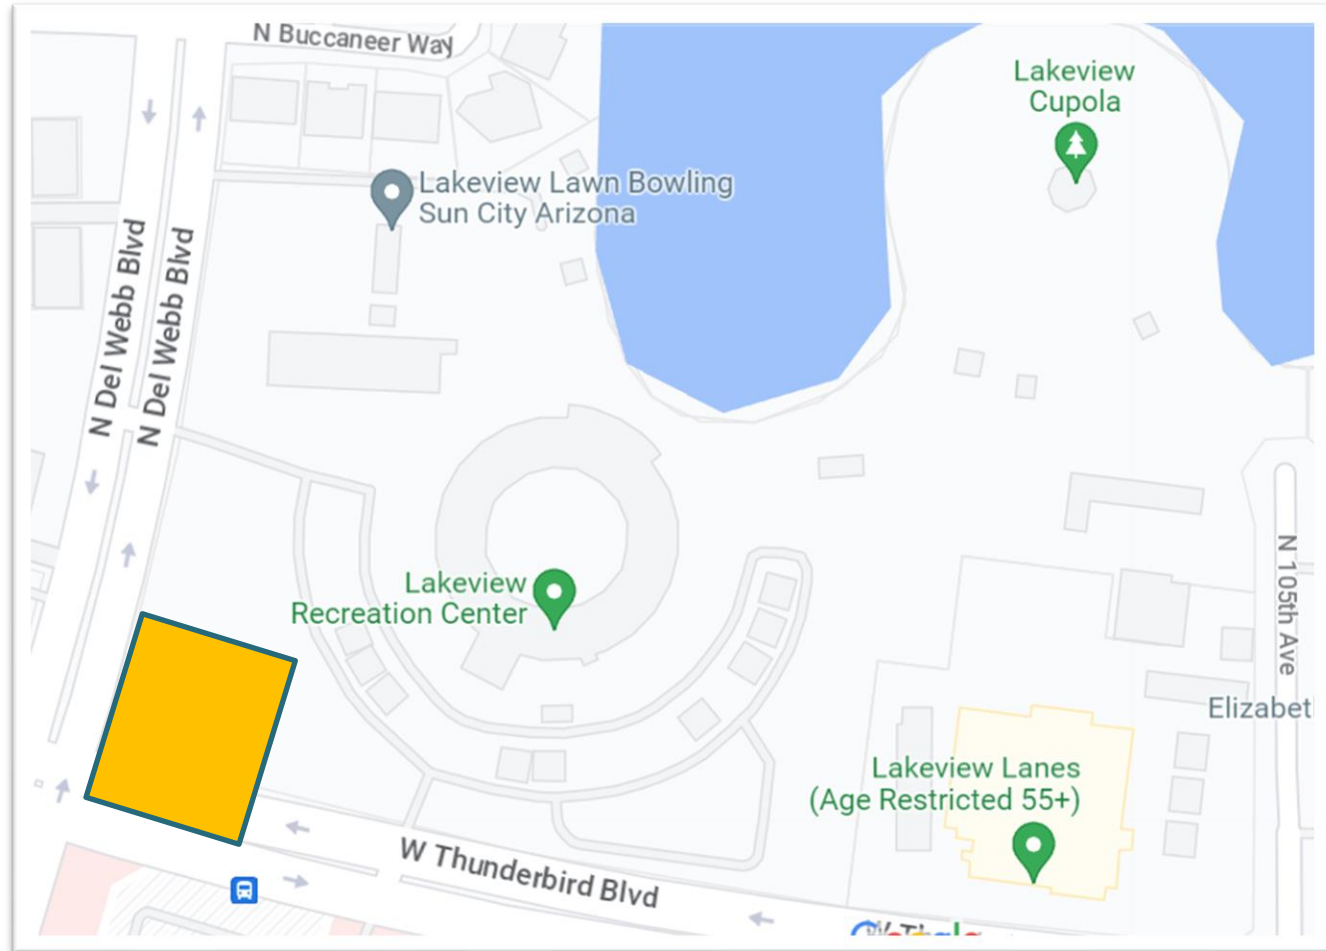 N Buccaneer Way
Lakeview
Cupola
Lakeview Lawn Bowling
Sun City Arizona
N Del Webb Blvd
N Del Webb Blvd
Lakeview
Recreation Center
N 105th Ave
Elizabet
Lakeview Lanes
(Age Restricted 55+)
W Thunderbird Blvd